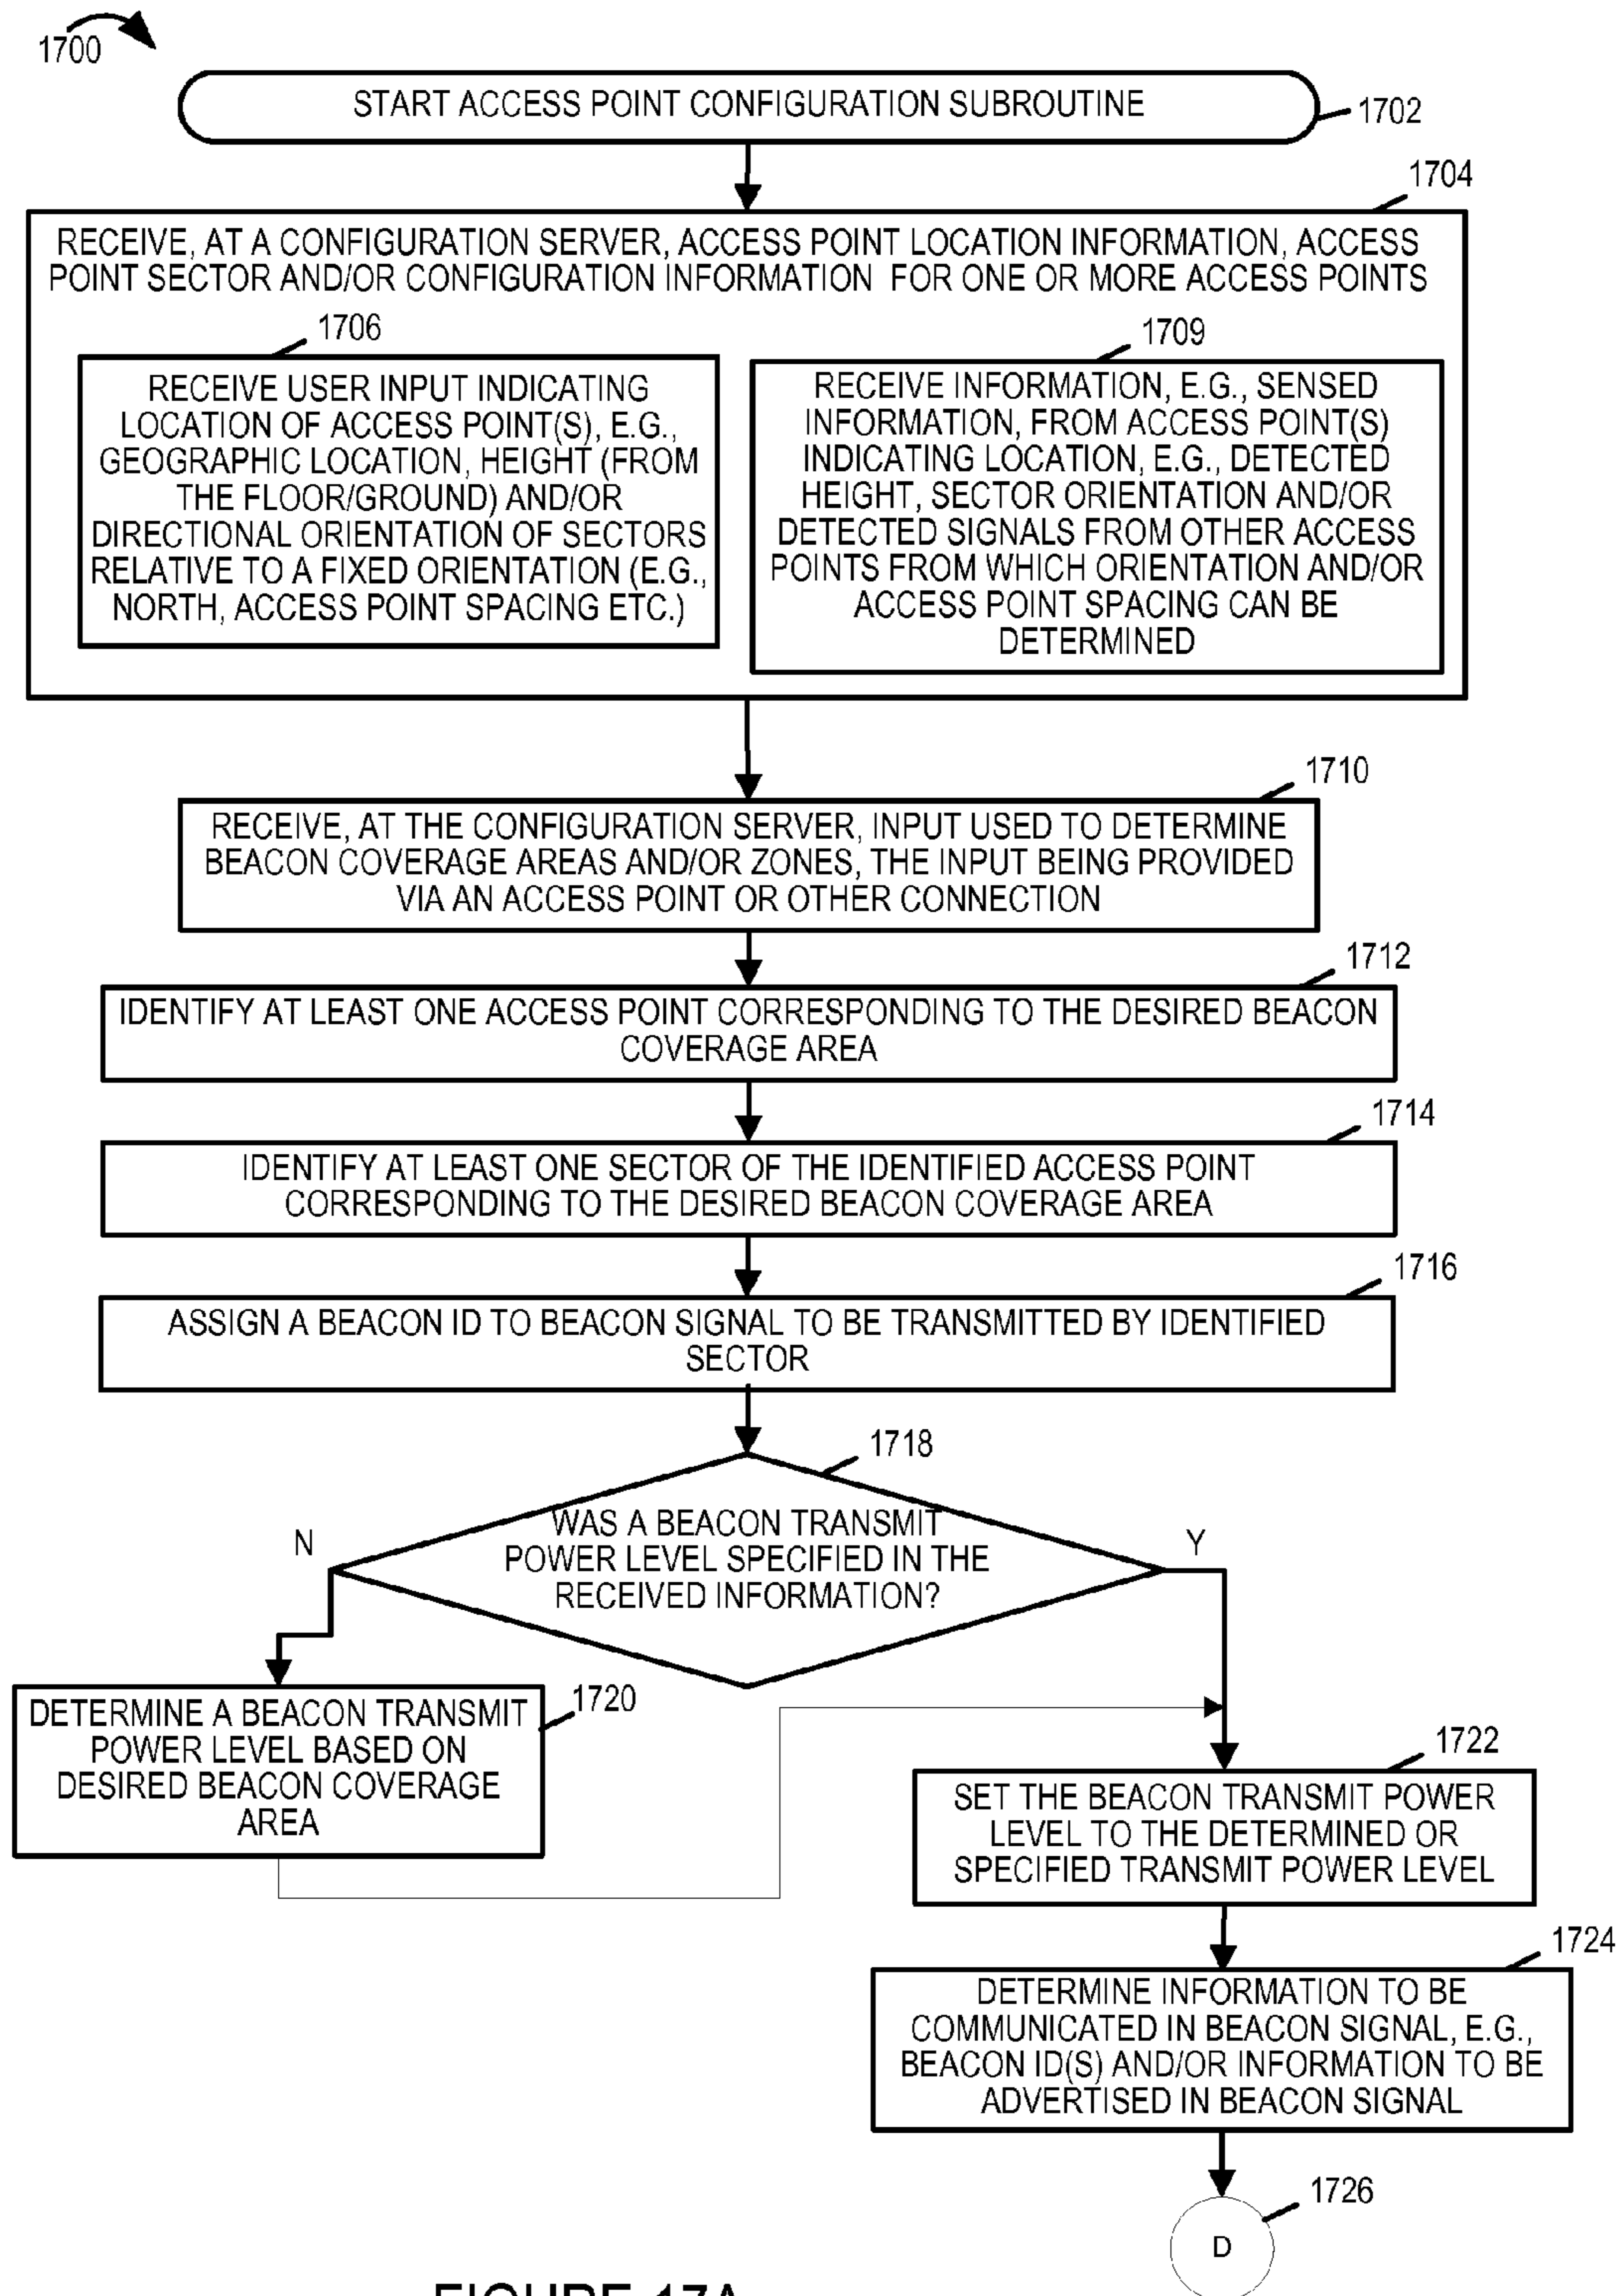 1700
START ACCESS POINT CONFIGURATION SUBROUTINE
1702
1704
RECEIVE, AT A CONFIGURATION SERVER, ACCESS POINT LOCATION INFORMATION, ACCESS
POINT SECTOR AND/OR CONFIGURATION INFORMATION FOR ONE OR MORE ACCESS POINTS
1706
RECEIVE USER INPUT INDICATING
LOCATION OF ACCESS POINT(S), E.G.,
GEOGRAPHIC LOCATION, HEIGHT (FROM
THE FLOOR/GROUND) AND/OR
DIRECTIONAL ORIENTATION OF SECTORS
RELATIVE TO A FIXED ORIENTATION (E.G.,
NORTH, ACCESS POINT SPACING ETC.)
1709
RECEIVE INFORMATION, E.G., SENSED
INFORMATION, FROM ACCESS POINT(S)
INDICATING LOCATION, E.G., DETECTED
HEIGHT, SECTOR ORIENTATION AND/OR
DETECTED SIGNALS FROM OTHER ACCESS
POINTS FROM WHICH ORIENTATION AND/OR
ACCESS POINT SPACING CAN BE
DETERMINED
1710
RECEIVE, AT THE CONFIGURATION SERVER, INPUT USED TO DETERMINE
BEACON COVERAGE AREAS AND/OR ZONES, THE INPUT BEING PROVIDED
VIA AN ACCESS POINT OR OTHER CONNECTION
1712
IDENTIFY AT LEAST ONE ACCESS POINT CORRESPONDING TO THE DESIRED BEACON
COVERAGE AREA
1714
IDENTIFY AT LEAST ONE SECTOR OF THE IDENTIFIED ACCESS POINT
CORRESPONDING TO THE DESIRED BEACON COVERAGE AREA
1716
ASSIGN A BEACON ID TO BEACON SIGNAL TO BE TRANSMITTED BY IDENTIFIED
SECTOR
1718
WAS A BEACON TRANSMIT
POWER LEVEL SPECIFIED IN THE
RECEIVED INFORMATION?
N
Y
1720
DETERMINE A BEACON TRANSMIT
POWER LEVEL BASED ON
DESIRED BEACON COVERAGE
AREA
1722
SET THE BEACON TRANSMIT POWER
LEVEL TO THE DETERMINED OR
SPECIFIED TRANSMIT POWER LEVEL
1724
DETERMINE INFORMATION TO BE
COMMUNICATED IN BEACON SIGNAL, E.G.,
BEACON ID(S) AND/OR INFORMATION TO BE
ADVERTISED IN BEACON SIGNAL
1726
D
FIGURE 17A